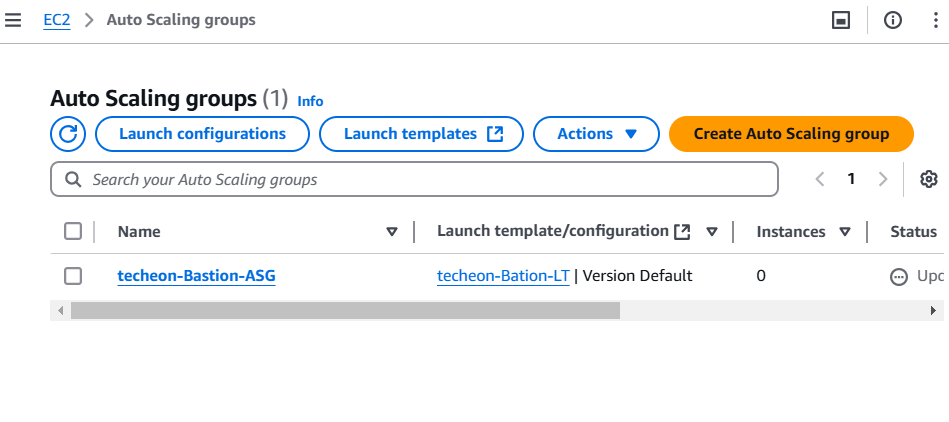 EC2 > Auto Scaling groups
Auto Scaling groups (1) Info
Launch configurations Launch templates Actions Create Auto Scaling group
Search your Auto Scaling groups 1
Name Launch template/configuration Instances Status
techeon-Bastion-ASG techeon-Bation-LT | Version Default 0